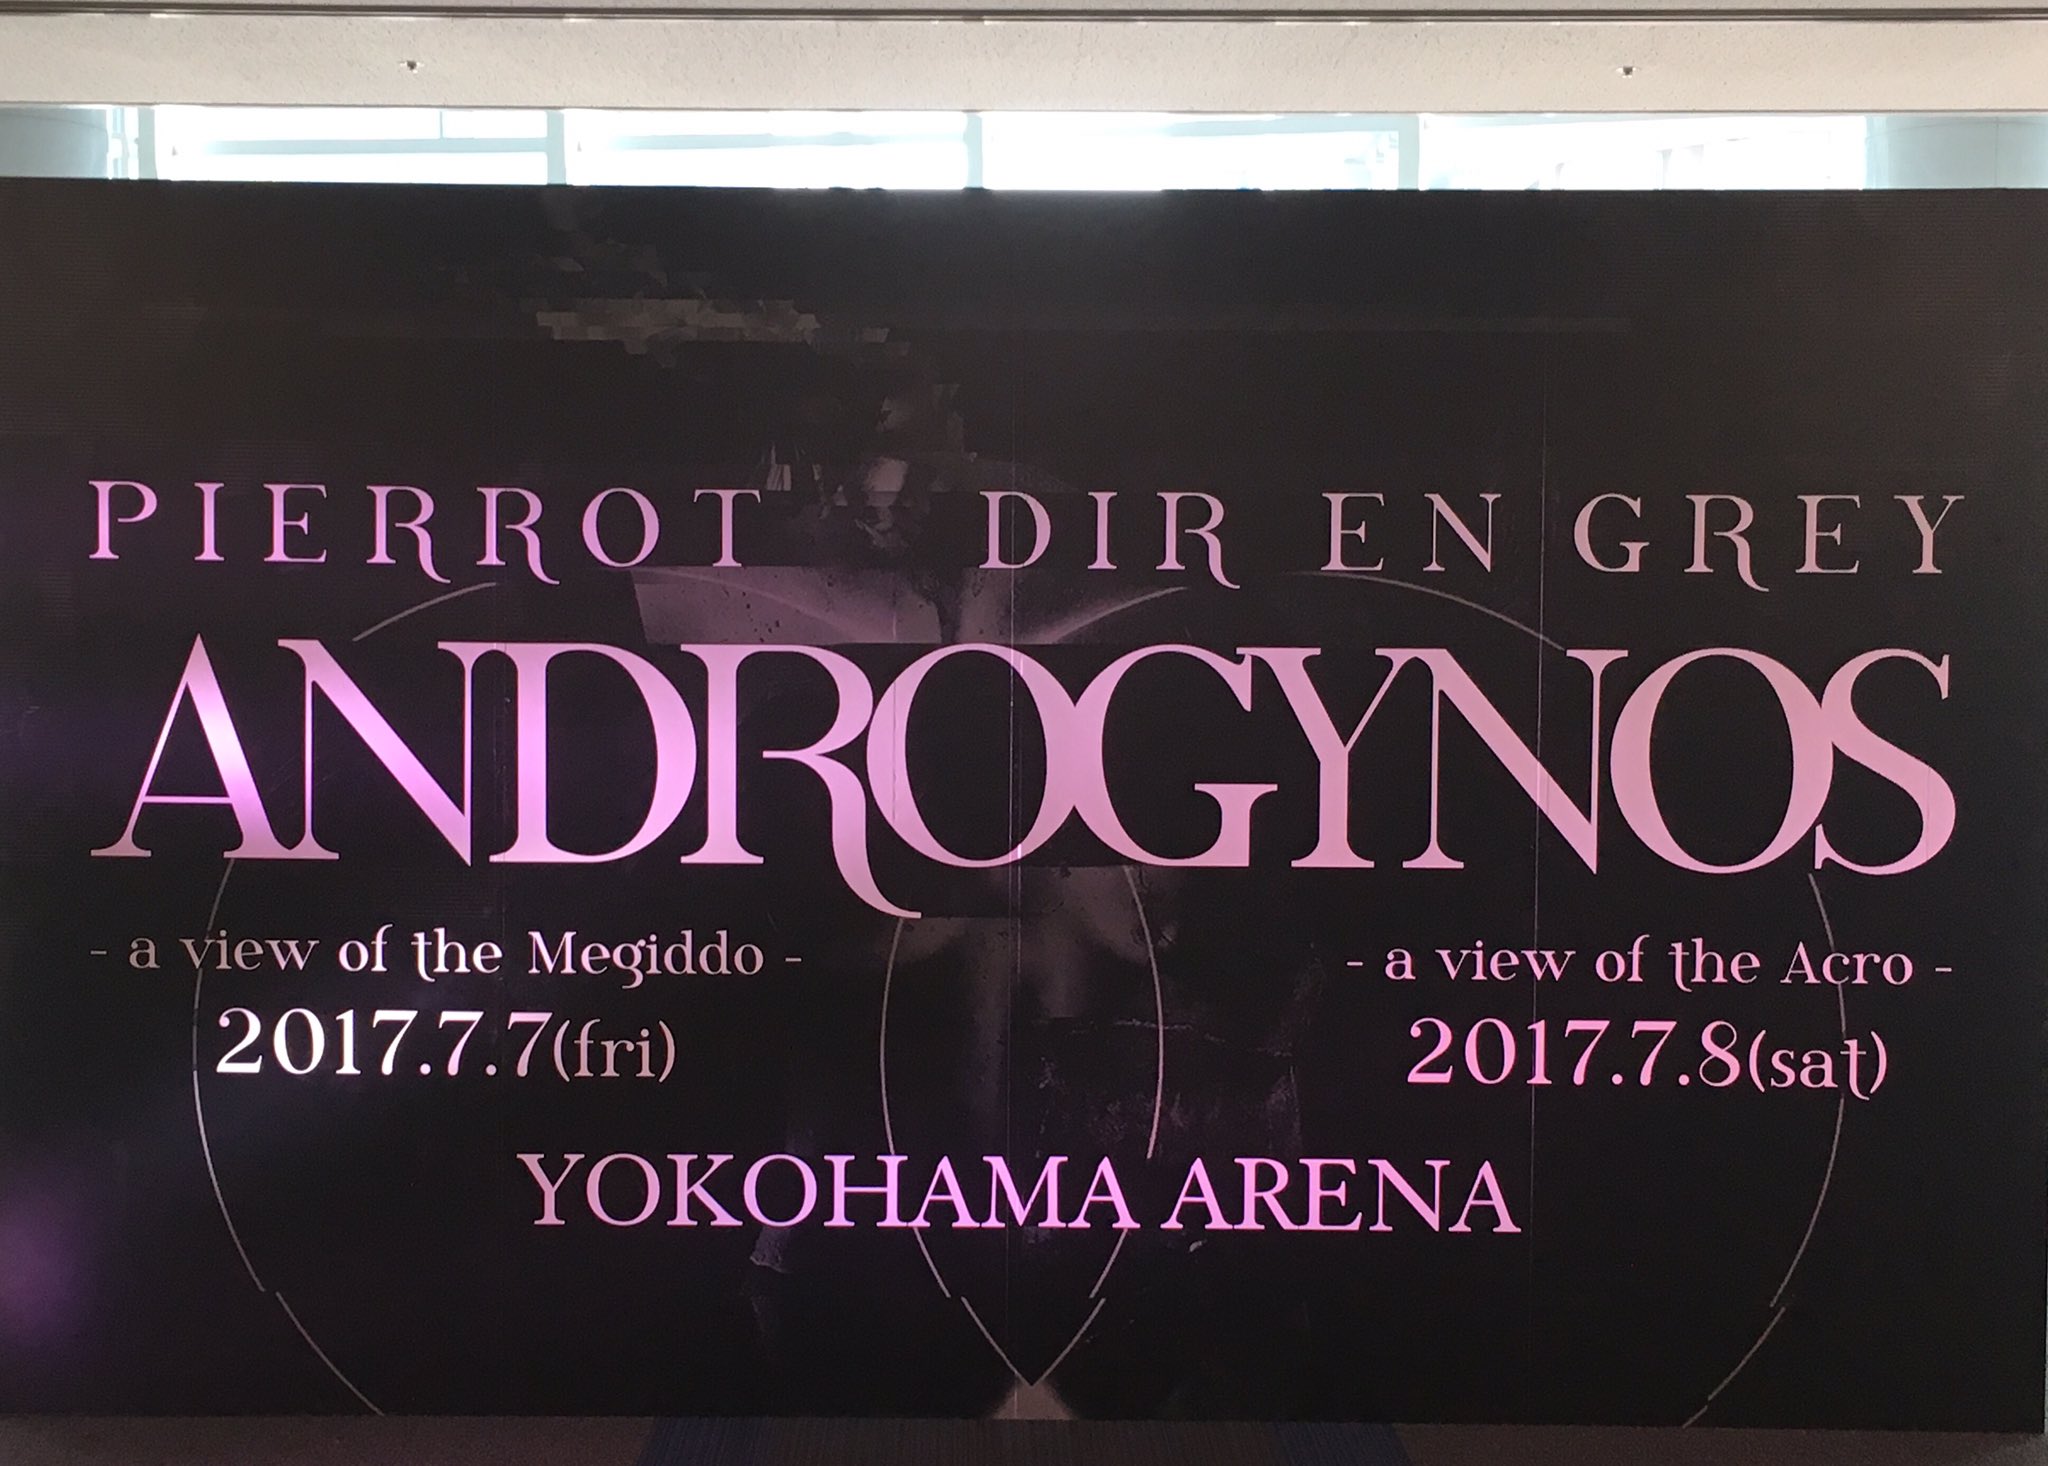 PIERROT DIR EN GREY
ANDROGYNOS
- a view of the Megiddo -
2017.7.7(fri)
- a view of the Acro -
2017.7.8(sat)
YOKOHAMA ARENA